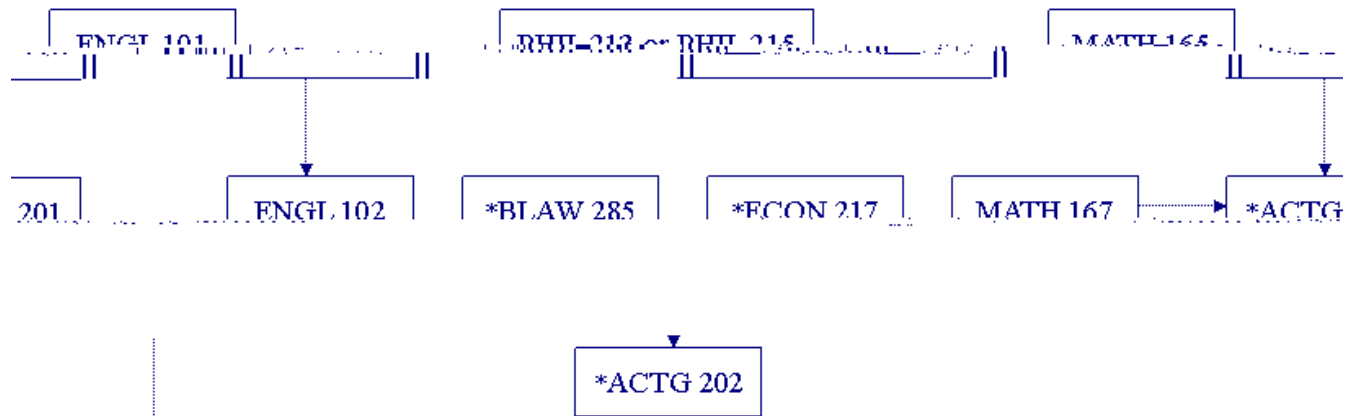 ENGL 101 PHIL 213 or PHIL 215 MATH 165
201 ENGL 102 *BLAW 285 *ECON 217 MATH 167 *ACTG
*ACTG 202